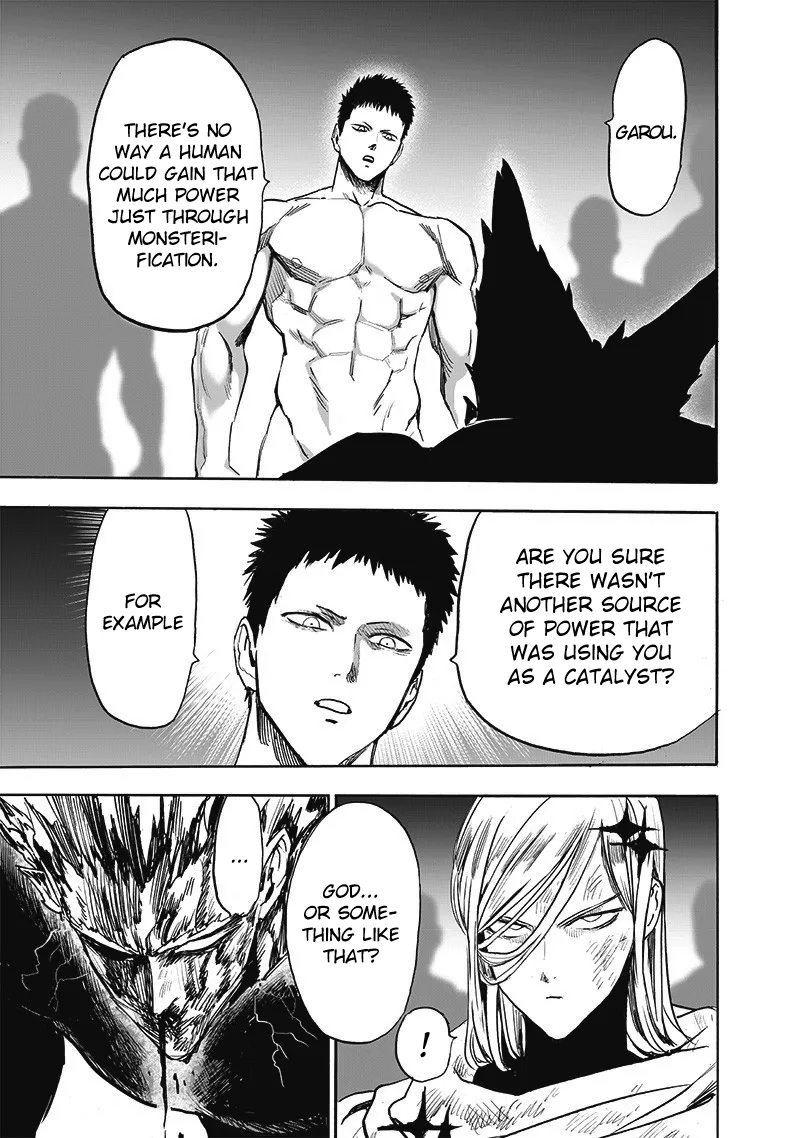 GAROU.
THERE'S NO
WAY A HUMAN
COULD GAIN THAT
MUCH POWER
JUST THROUGH
MONSTERI-
FICATION.
ARE YOU SURE
THERE WASN'T
ANOTHER SOURCE
OF POWER THAT
WAS USING YOU
AS A CATALYST?
FOR
EXAMPLE
GOD...
OR SOME-
THING LIKE
THAT?
!
...